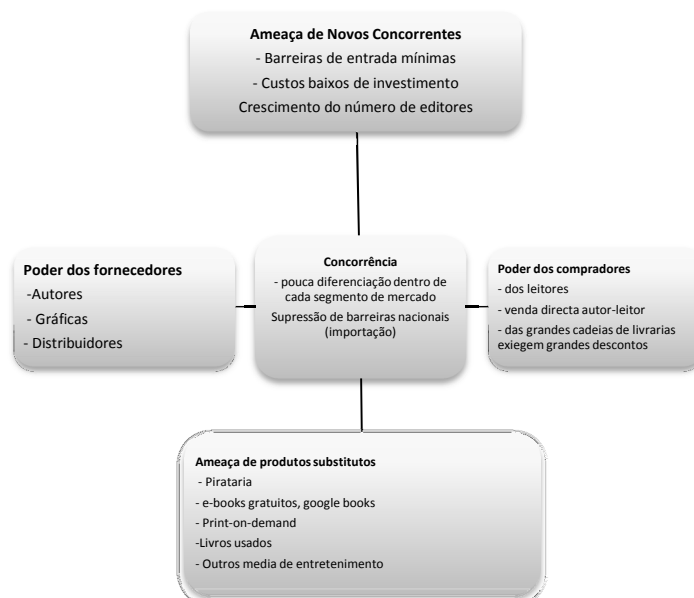 Ameaça de Novos Concorrentes
- Barreiras de entrada mínimas
- Custos baixos de investimento
Crescimento do número de editores
Poder dos fornecedores
-Autores
- Gráficas
- Distribuidores
Concorrência
- pouca diferenciação dentro de
cada segmento de mercado
Supressão de barreiras nacionais
(importação)
Poder dos compradores
- dos leitores
- venda directa autor-leitor
- das grandes cadeias de livrarias
exiegem grandes descontos
Ameaça de produtos substitutos
- Pirataria
- e-books gratuitos, google books
- Print-on-demand
-Livros usados
- Outros media de entretenimento